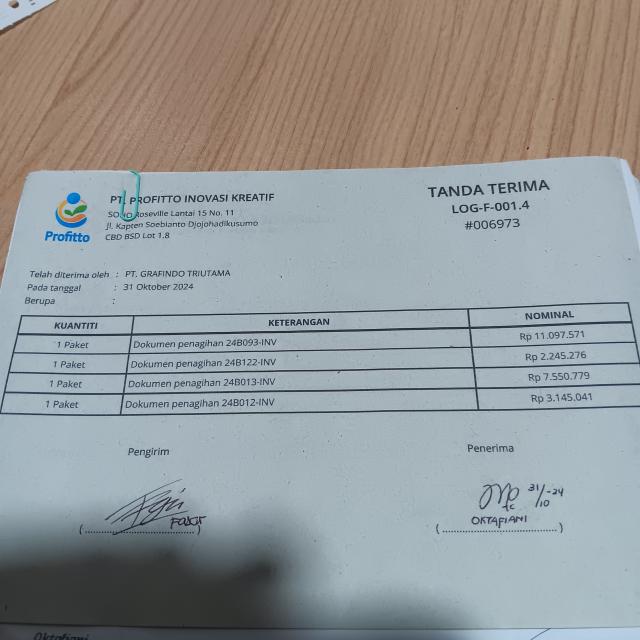 PT. PROFITTO INOVASI KREATIF
SOHO Roseville Lantai 15 No. 11
Jl. Kapten Soebianto Djojohadikusumo
CBD BSD Lot 1.8
Profitto
TANDA TERIMA
LOG-F-001.4
#006973
Telah diterima oleh : PT. GRAFINDO TRIUTAMA
Pada tanggal : 31 Oktober 2024
Berupa :
KUANTITI KETERANGAN NOMINAL
1 Paket Dokumen penagihan 24B093-INV Rp 11.097.571
1 Paket Dokumen penagihan 24B122-INV Rp 2.245.276
1 Paket Dokumen penagihan 24B013-INV Rp 7.550.779
1 Paket Dokumen penagihan 24B012-INV Rp 3.145.041
Pengirim Penerima
31/10-24
OKTAFIANI
(....................................) (....................................)
Oktafiani